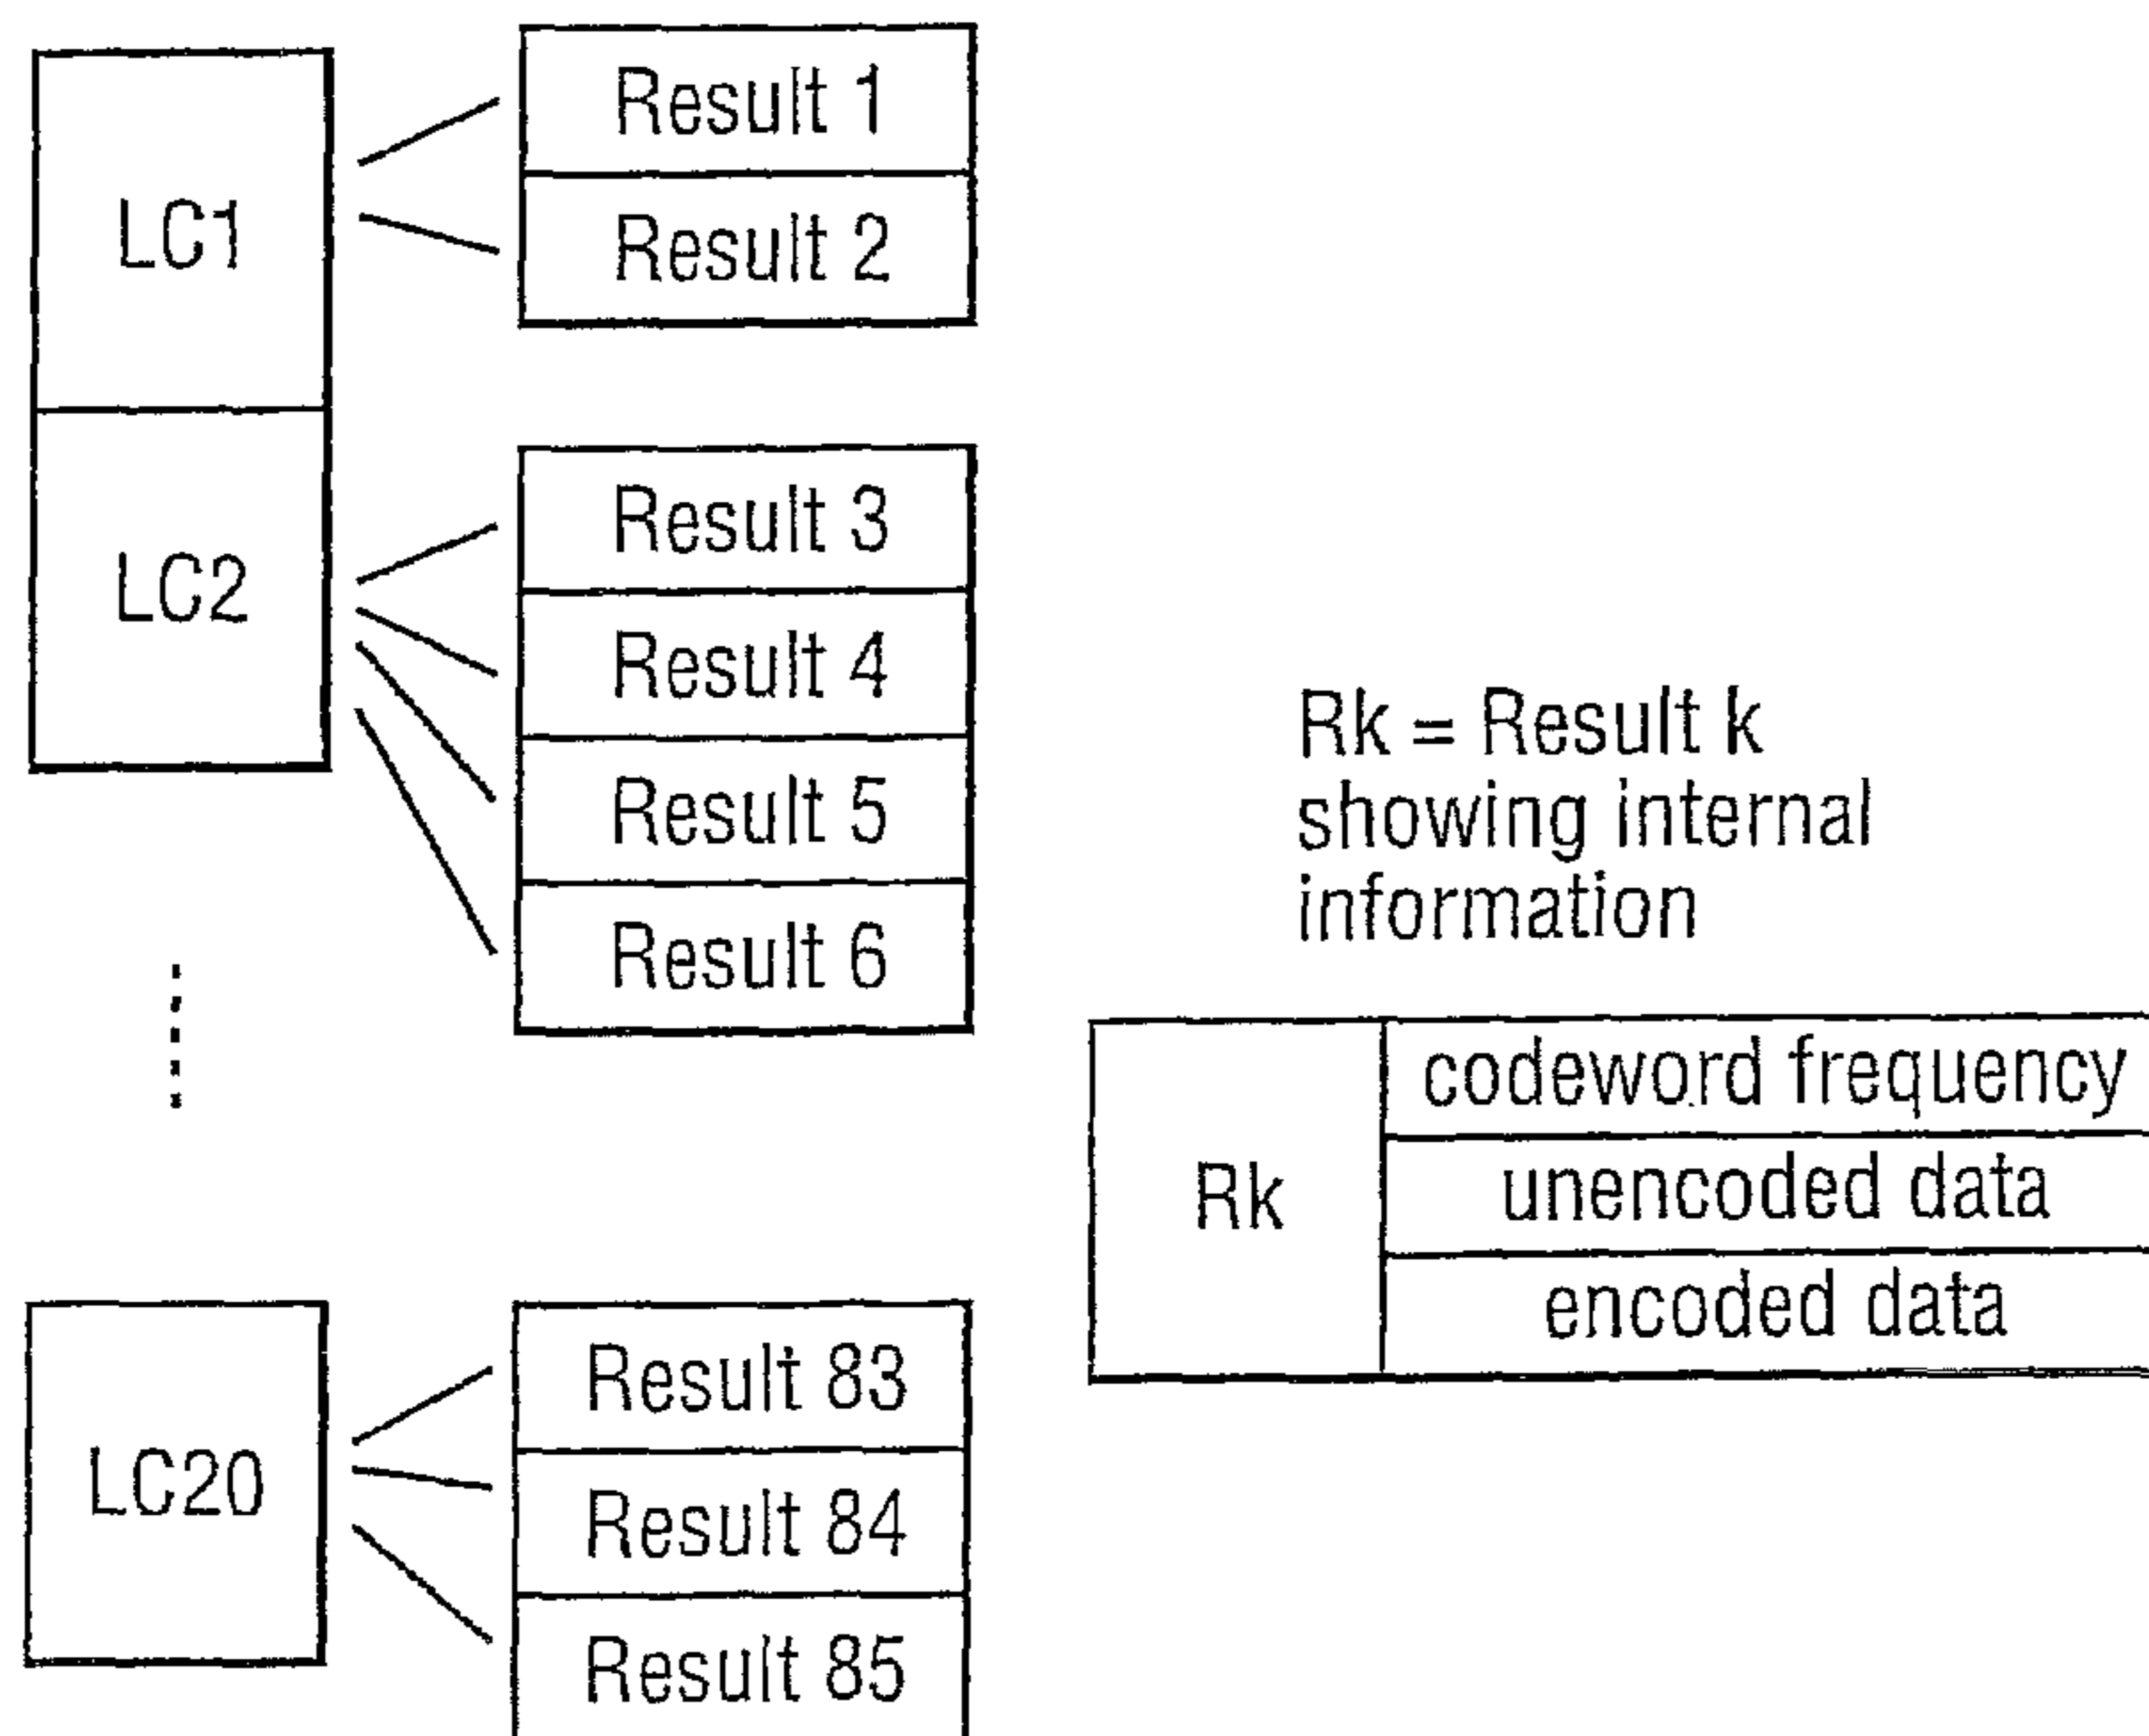 LC1
Result 1
Result 2
LC2
Result 3
Result 4
Result 5
Result 6
Rk = Result k
showing internal
information
Rk
codeword frequency
unencoded data
encoded data
LC20
Result 83
Result 84
Result 85